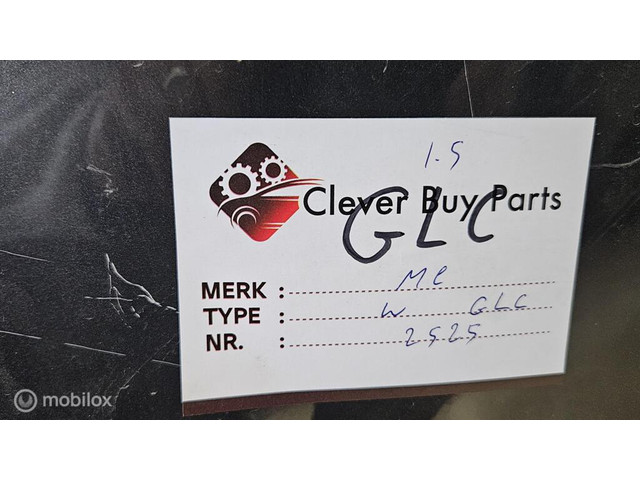 1.5
Clever Buy Parts
GLC
MERK : Me
TYPE : W GLC
NR. : 2525
mobilox